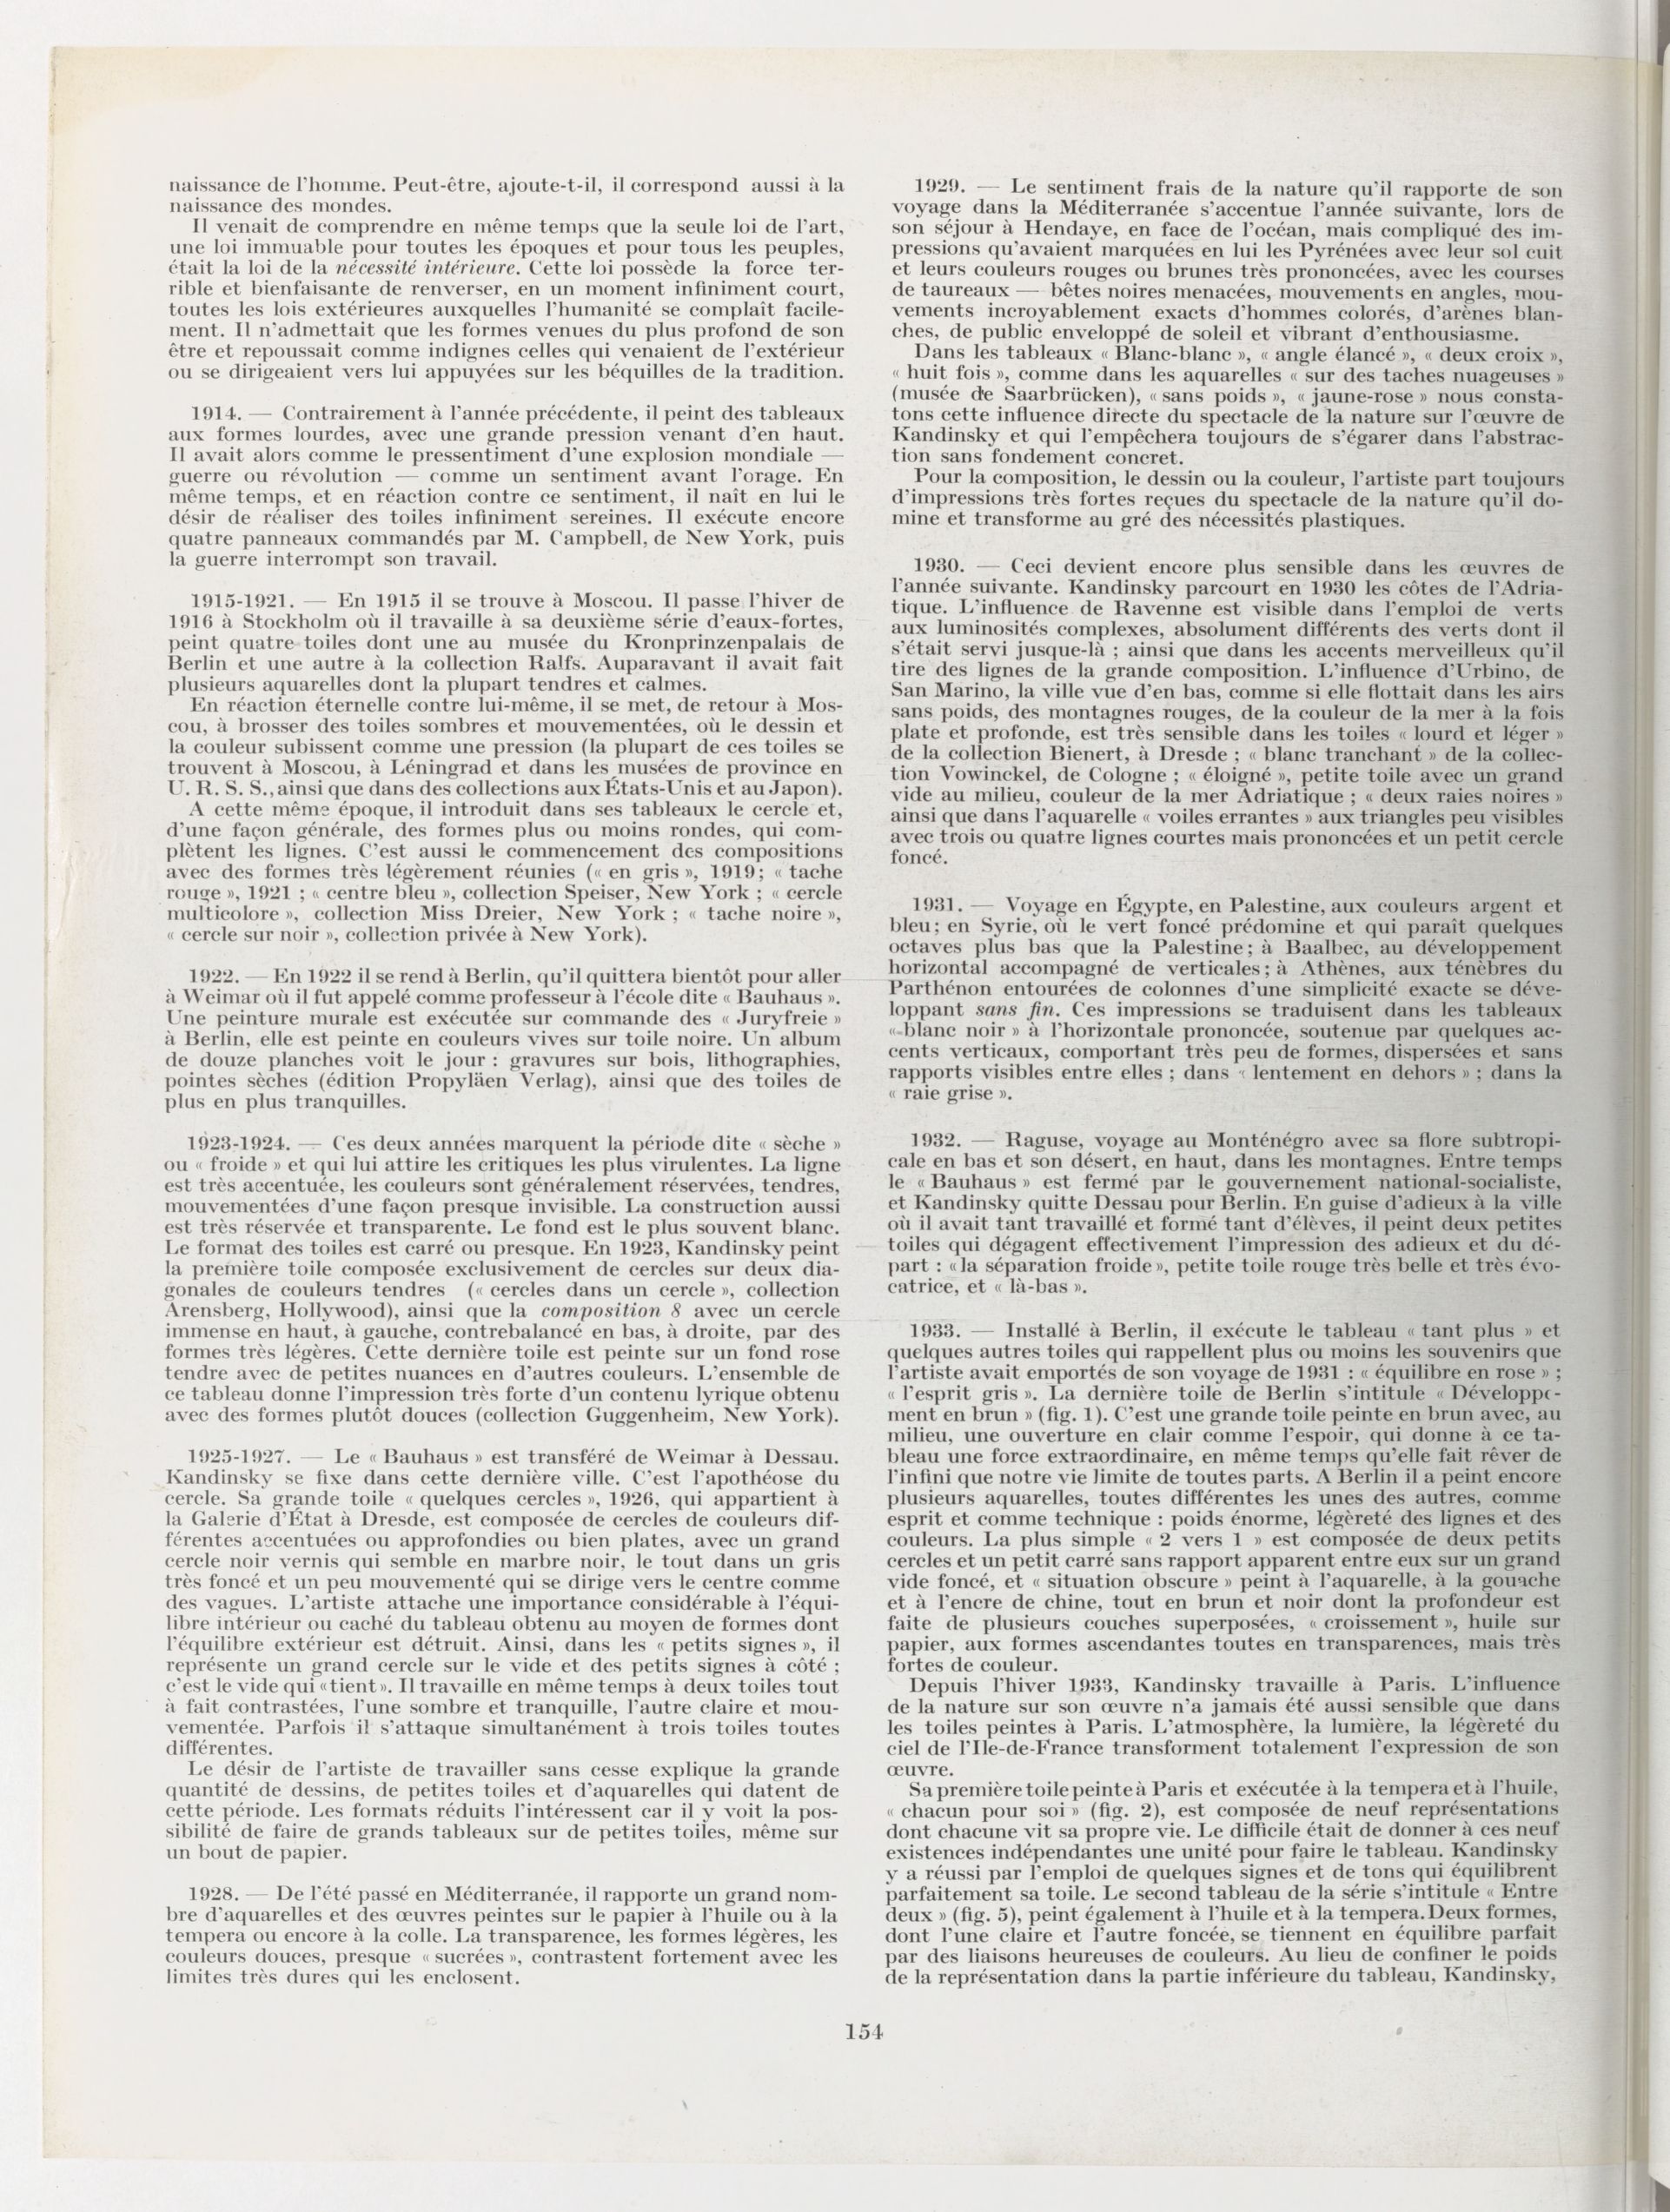 naissance de l'homme. Peut-être, ajoute-t-il, il correspond aussi à la
naissance des mondes.
Il venait de comprendre en même temps que la seule loi de l'art,
une loi immuable pour toutes les époques et pour tous les peuples,
était la loi de la nécessité intérieure. Cette loi possède la force ter-
rible et bienfaisante de renverser, en un moment infiniment court,
toutes les lois extérieures auxquelles l'humanité se complaît facile-
ment. Il n'admettait que les formes venues du plus profond de son
être et repoussait comme indignes celles qui venaient de l'extérieur
ou se dirigeaient vers lui appuyées sur les béquilles de la tradition.
1914. — Contrairement à l'année précédente, il peint des tableaux
aux formes lourdes, avec une grande pression venant d'en haut.
Il avait alors comme le pressentiment d'une explosion mondiale —
guerre ou révolution — comme un sentiment avant l'orage. En
même temps, et en réaction contre ce sentiment, il naît en lui le
désir de réaliser des toiles infiniment sereines. Il exécute encore
quatre panneaux commandés par M. Campbell, de New York, puis
la guerre interrompt son travail.
1915-1921. — En 1915 il se trouve à Moscou. Il passe l'hiver de
1916 à Stockholm où il travaille à sa deuxième série d'eaux-fortes,
peint quatre toiles dont une au musée du Kronprinzenpalais de
Berlin et une autre à la collection Ralfs. Auparavant il avait fait
plusieurs aquarelles dont la plupart tendres et calmes.
En réaction éternelle contre lui-même, il se met, de retour à Mos-
cou, à brosser des toiles sombres et mouvementées, où le dessin et
la couleur subissent comme une pression (la plupart de ces toiles se
trouvent à Moscou, à Léningrad et dans les musées de province en
U. R. S. S., ainsi que dans des collections aux États-Unis et au Japon).
A cette même époque, il introduit dans ses tableaux le cercle et,
d'une façon générale, des formes plus ou moins rondes, qui com-
plètent les lignes. C'est aussi le commencement des compositions
avec des formes très légèrement réunies (« en gris », 1919; « tache
rouge », 1921 ; « centre bleu », collection Speiser, New York ; « cercle
multicolore », collection Miss Dreier, New York ; « tache noire »,
« cercle sur noir », collection privée à New York).
1922. — En 1922 il se rend à Berlin, qu'il quittera bientôt pour aller
à Weimar où il fut appelé comme professeur à l'école dite « Bauhaus ».
Une peinture murale est exécutée sur commande des « Juryfreie »
à Berlin, elle est peinte en couleurs vives sur toile noire. Un album
de douze planches voit le jour : gravures sur bois, lithographies,
pointes sèches (édition Propyläen Verlag), ainsi que des toiles de
plus en plus tranquilles.
1923-1924. — Ces deux années marquent la période dite « sèche »
ou « froide » et qui lui attire les critiques les plus virulentes. La ligne
est très accentuée, les couleurs sont généralement réservées, tendres,
mouvementées d'une façon presque invisible. La construction aussi
est très réservée et transparente. Le fond est le plus souvent blanc.
Le format des toiles est carré ou presque. En 1923, Kandinsky peint
la première toile composée exclusivement de cercles sur deux dia-
gonales de couleurs tendres (« cercles dans un cercle », collection
Arensberg, Hollywood), ainsi que la composition 8 avec un cercle
immense en haut, à gauche, contrebalancé en bas, à droite, par des
formes très légères. Cette dernière toile est peinte sur un fond rose
tendre avec de petites nuances en d'autres couleurs. L'ensemble de
ce tableau donne l'impression très forte d'un contenu lyrique obtenu
avec des formes plutôt douces (collection Guggenheim, New York).
1925-1927. — Le « Bauhaus » est transféré de Weimar à Dessau.
Kandinsky se fixe dans cette dernière ville. C'est l'apothéose du
cercle. Sa grande toile « quelques cercles », 1926, qui appartient à
la Galerie d'État à Dresde, est composée de cercles de couleurs dif-
férentes accentuées ou approfondies ou bien plates, avec un grand
cercle noir vernis qui semble en marbre noir, le tout dans un gris
très foncé et un peu mouvementé qui se dirige vers le centre comme
des vagues. L'artiste attache une importance considérable à l'équi-
libre intérieur ou caché du tableau obtenu au moyen de formes dont
l'équilibre extérieur est détruit. Ainsi, dans les « petits signes », il
représente un grand cercle sur le vide et des petits signes à côté ;
c'est le vide qui «tient». Il travaille en même temps à deux toiles tout
à fait contrastées, l'une sombre et tranquille, l'autre claire et mou-
vementée. Parfois il s'attaque simultanément à trois toiles toutes
différentes.
Le désir de l'artiste de travailler sans cesse explique la grande
quantité de dessins, de petites toiles et d'aquarelles qui datent de
cette période. Les formats réduits l'intéressent car il y voit la pos-
sibilité de faire de grands tableaux sur de petites toiles, même sur
un bout de papier.
1928. — De l'été passé en Méditerranée, il rapporte un grand nom-
bre d'aquarelles et des œuvres peintes sur le papier à l'huile ou à la
tempera ou encore à la colle. La transparence, les formes légères, les
couleurs douces, presque « sucrées », contrastent fortement avec les
limites très dures qui les enclosent.
1929. — Le sentiment frais de la nature qu'il rapporte de son
voyage dans la Méditerranée s'accentue l'année suivante, lors de
son séjour à Hendaye, en face de l'océan, mais compliqué des im-
pressions qu'avaient marquées en lui les Pyrénées avec leur sol cuit
et leurs couleurs rouges ou brunes très prononcées, avec les courses
de taureaux — bêtes noires menacées, mouvements en angles, mou-
vements incroyablement exacts d'hommes colorés, d'arènes blan-
ches, de public enveloppé de soleil et vibrant d'enthousiasme.
Dans les tableaux « Blanc-blanc », « angle élancé », « deux croix »,
« huit fois », comme dans les aquarelles « sur des taches nuageuses »
(musée de Saarbrücken), « sans poids », « jaune-rose » nous consta-
tons cette influence directe du spectacle de la nature sur l'œuvre de
Kandinsky et qui l'empêchera toujours de s'égarer dans l'abstrac-
tion sans fondement concret.
Pour la composition, le dessin ou la couleur, l'artiste part toujours
d'impressions très fortes reçues du spectacle de la nature qu'il do-
mine et transforme au gré des nécessités plastiques.
1930. — Ceci devient encore plus sensible dans les œuvres de
l'année suivante. Kandinsky parcourt en 1930 les côtes de l'Adria-
tique. L'influence de Ravenne est visible dans l'emploi de verts
aux luminosités complexes, absolument différents des verts dont il
s'était servi jusque-là ; ainsi que dans les accents merveilleux qu'il
tire des lignes de la grande composition. L'influence d'Urbino, de
San Marino, la ville vue d'en bas, comme si elle flottait dans les airs
sans poids, des montagnes rouges, de la couleur de la mer à la fois
plate et profonde, est très sensible dans les toiles « lourd et léger »
de la collection Bienert, à Dresde ; « blanc tranchant » de la collec-
tion Vowinckel, de Cologne ; « éloigné », petite toile avec un grand
vide au milieu, couleur de la mer Adriatique ; « deux raies noires »
ainsi que dans l'aquarelle « voiles errantes » aux triangles peu visibles
avec trois ou quatre lignes courtes mais prononcées et un petit cercle
foncé.
1931. — Voyage en Égypte, en Palestine, aux couleurs argent et
bleu; en Syrie, où le vert foncé prédomine et qui paraît quelques
octaves plus bas que la Palestine; à Baalbec, au développement
horizontal accompagné de verticales; à Athènes, aux ténèbres du
Parthénon entourées de colonnes d'une simplicité exacte se déve-
loppant sans fin. Ces impressions se traduisent dans les tableaux
« blanc noir » à l'horizontale prononcée, soutenue par quelques ac-
cents verticaux, comportant très peu de formes, dispersées et sans
rapports visibles entre elles ; dans « lentement en dehors » ; dans la
« raie grise ».
1932. — Raguse, voyage au Monténégro avec sa flore subtropi-
cale en bas et son désert, en haut, dans les montagnes. Entre temps
le « Bauhaus » est fermé par le gouvernement national-socialiste,
et Kandinsky quitte Dessau pour Berlin. En guise d'adieux à la ville
où il avait tant travaillé et formé tant d'élèves, il peint deux petites
toiles qui dégagent effectivement l'impression des adieux et du dé-
part : «la séparation froide», petite toile rouge très belle et très évo-
catrice, et « là-bas ».
1933. — Installé à Berlin, il exécute le tableau « tant plus » et
quelques autres toiles qui rappellent plus ou moins les souvenirs que
l'artiste avait emportés de son voyage de 1931 : « équilibre en rose » ;
« l'esprit gris ». La dernière toile de Berlin s'intitule « Développe-
ment en brun » (fig. 1). C'est une grande toile peinte en brun avec, au
milieu, une ouverture en clair comme l'espoir, qui donne à ce ta-
bleau une force extraordinaire, en même temps qu'elle fait rêver de
l'infini que notre vie limite de toutes parts. A Berlin il a peint encore
plusieurs aquarelles, toutes différentes les unes des autres, comme
esprit et comme technique : poids énorme, légèreté des lignes et des
couleurs. La plus simple « 2 vers 1 » est composée de deux petits
cercles et un petit carré sans rapport apparent entre eux sur un grand
vide foncé, et « situation obscure » peint à l'aquarelle, à la gouache
et à l'encre de chine, tout en brun et noir dont la profondeur est
faite de plusieurs couches superposées, « croissement », huile sur
papier, aux formes ascendantes toutes en transparences, mais très
fortes de couleur.
Depuis l'hiver 1933, Kandinsky travaille à Paris. L'influence
de la nature sur son œuvre n'a jamais été aussi sensible que dans
les toiles peintes à Paris. L'atmosphère, la lumière, la légèreté du
ciel de l'Ile-de-France transforment totalement l'expression de son
œuvre.
Sa première toile peinte à Paris et exécutée à la tempera et à l'huile,
« chacun pour soi » (fig. 2), est composée de neuf représentations
dont chacune vit sa propre vie. Le difficile était de donner à ces neuf
existences indépendantes une unité pour faire le tableau. Kandinsky
y a réussi par l'emploi de quelques signes et de tons qui équilibrent
parfaitement sa toile. Le second tableau de la série s'intitule « Entre
deux » (fig. 5), peint également à l'huile et à la tempera. Deux formes,
dont l'une claire et l'autre foncée, se tiennent en équilibre parfait
par des liaisons heureuses de couleurs. Au lieu de confiner le poids
de la représentation dans la partie inférieure du tableau, Kandinsky,
154